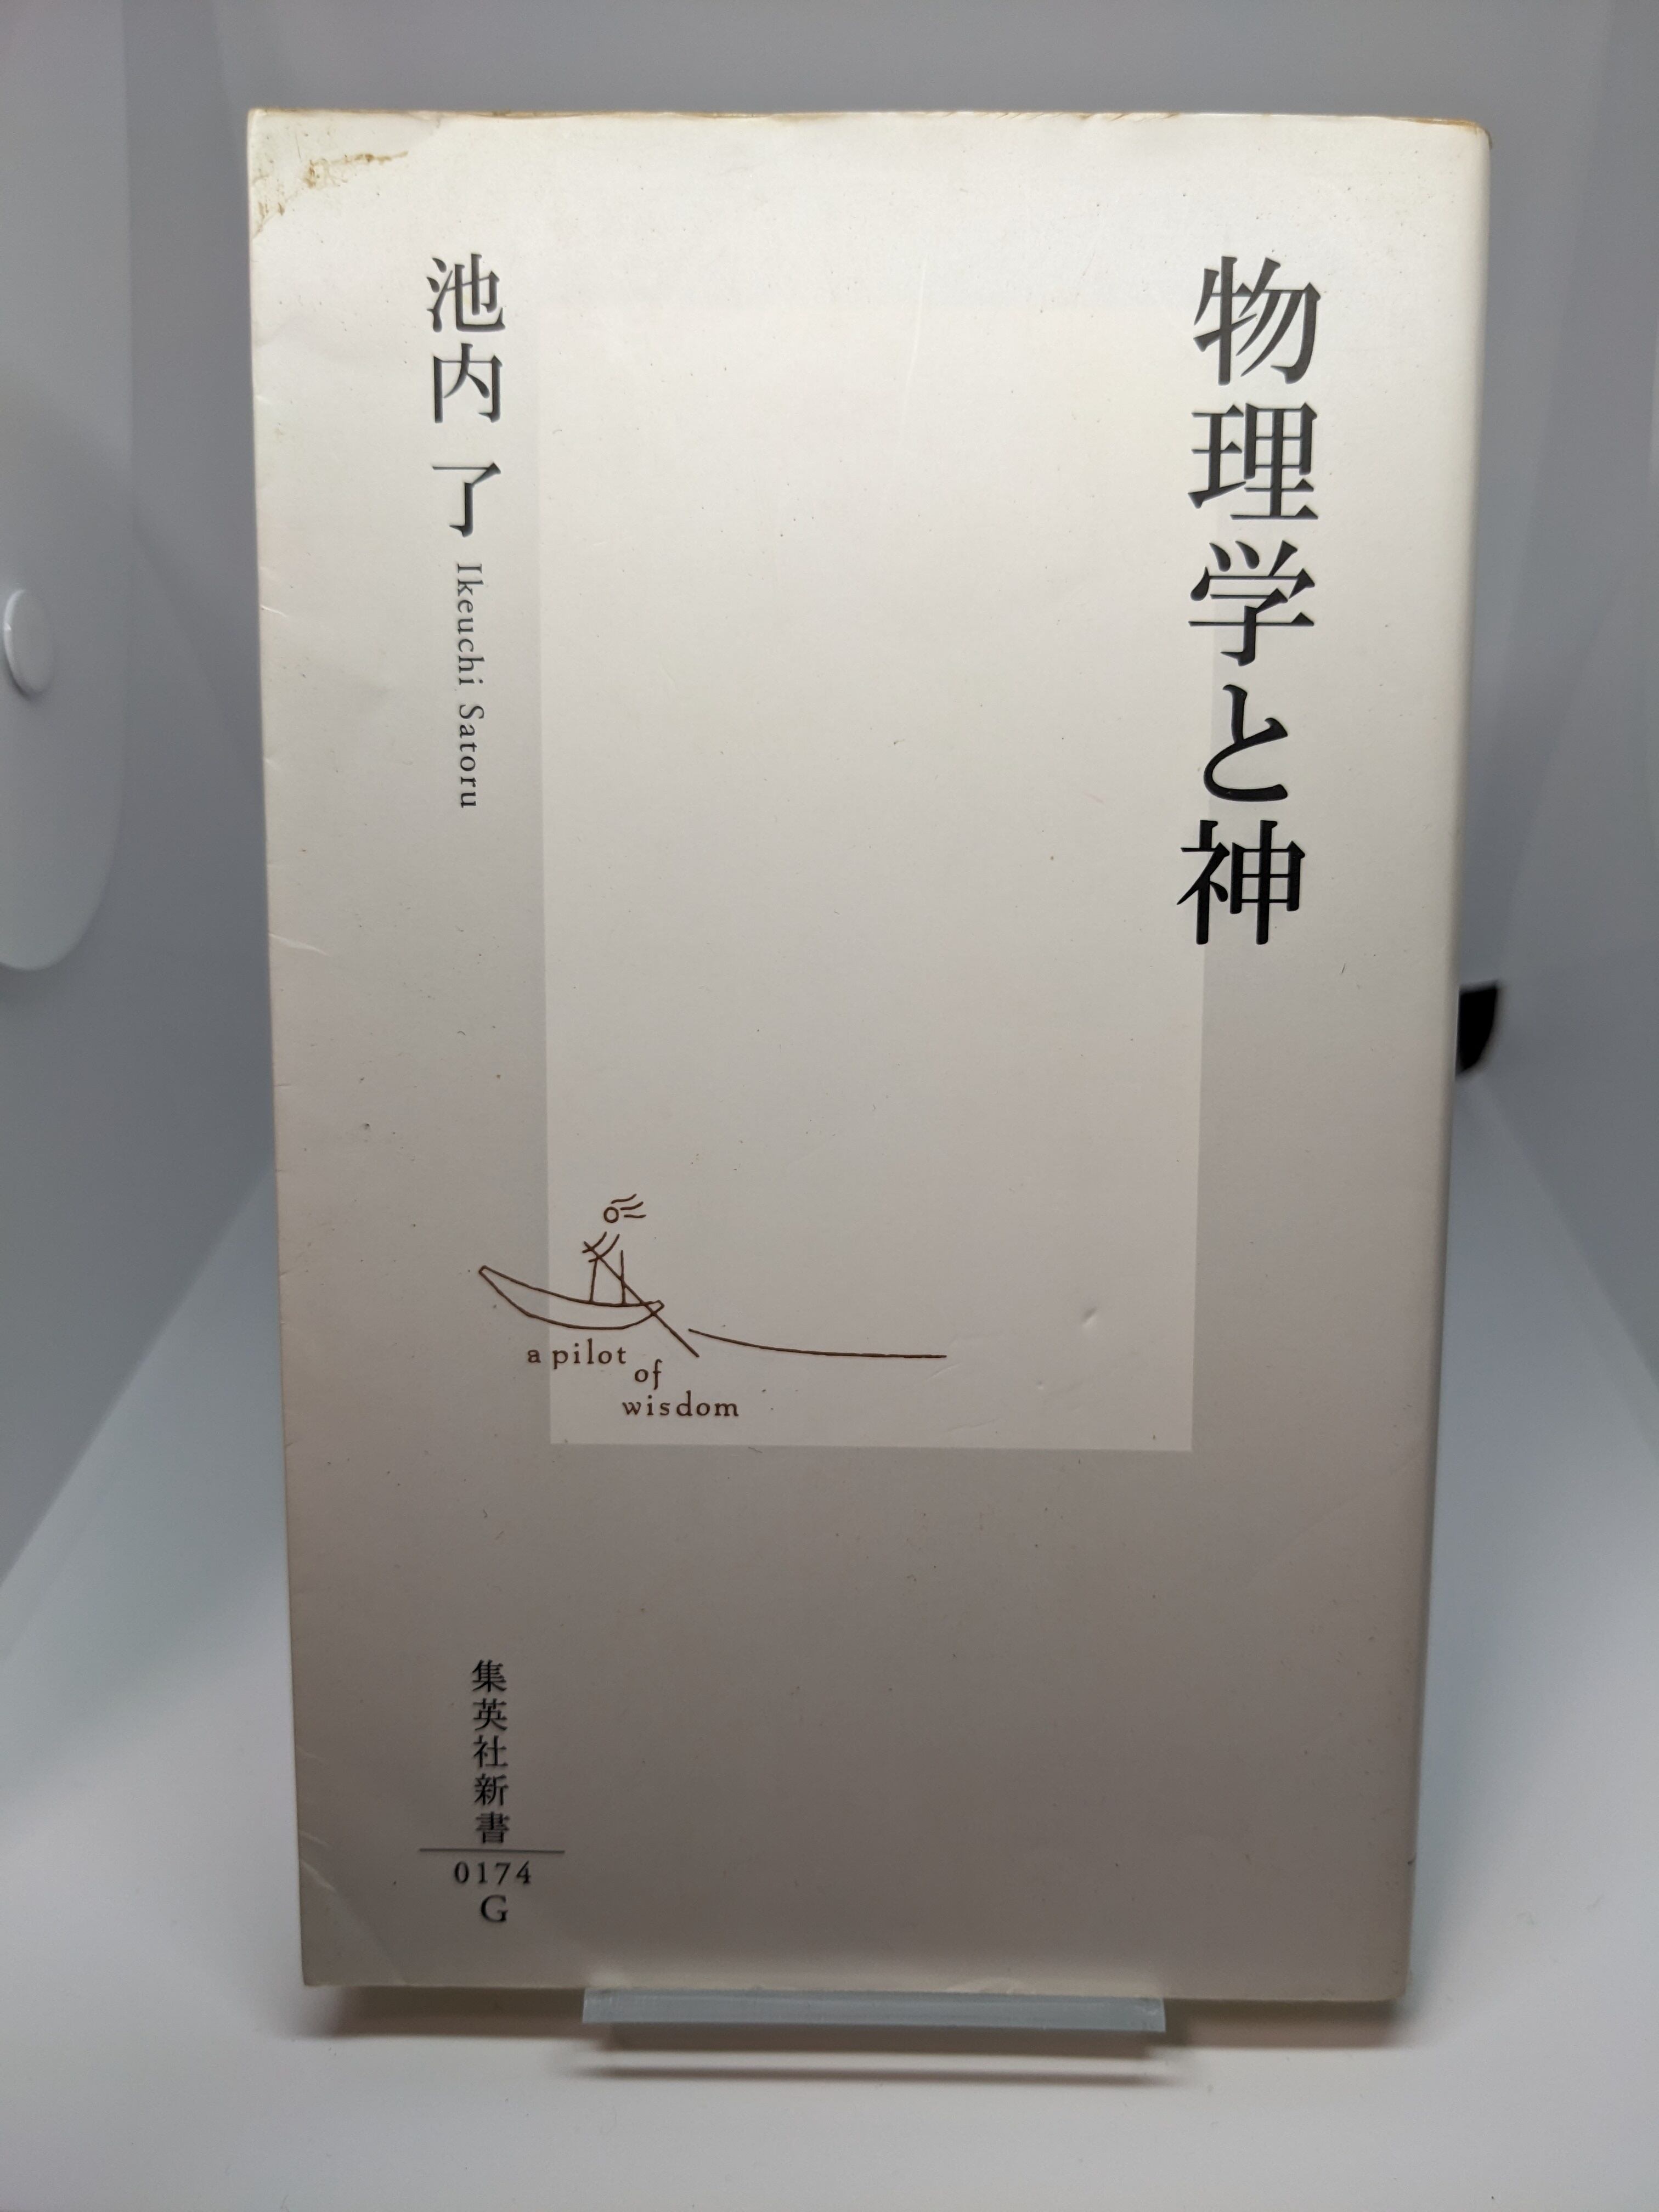 物理学と神
池内 了 Ikeuchi Satoru
a pilot
of
wisdom
集英社新書
0174
G